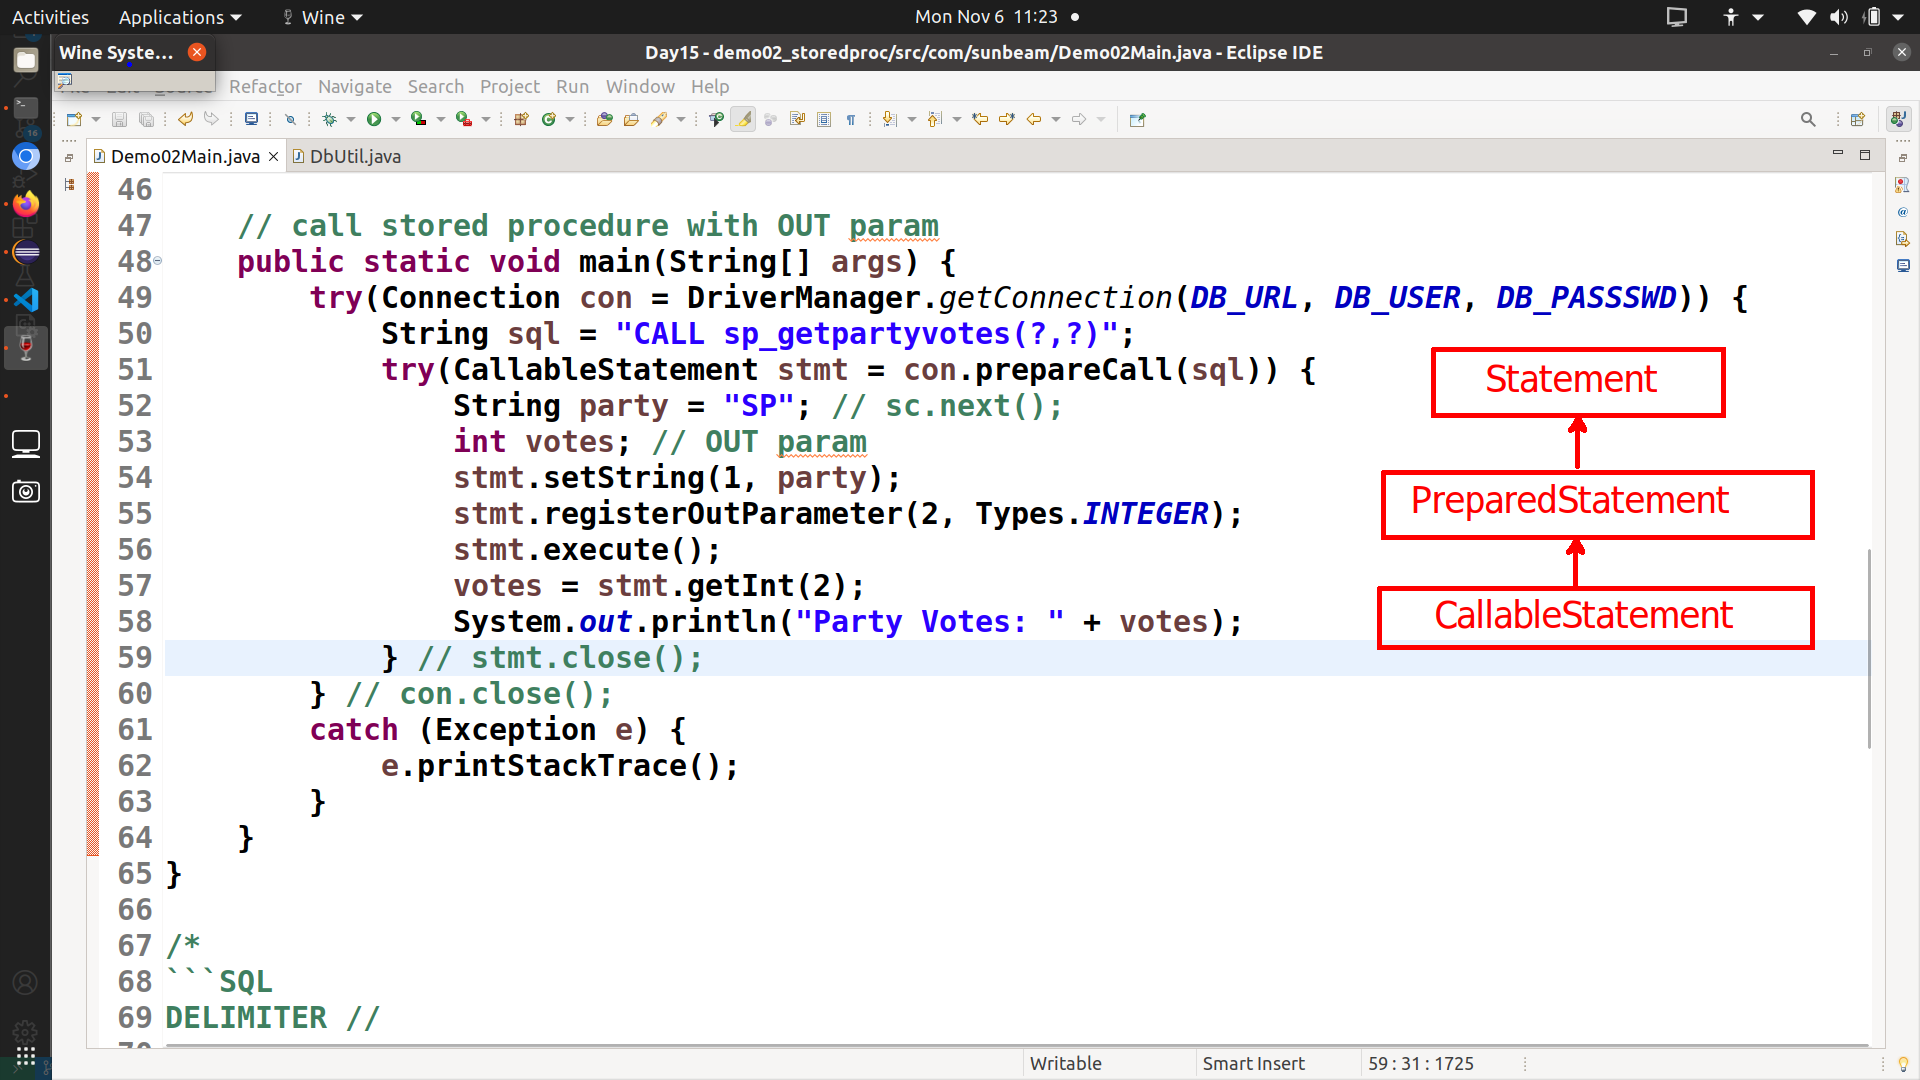 Activities Applications Wine Mon Nov 6 11:23
Wine Syste... Day15 - demo02_storedproc/src/com/sunbeam/Demo02Main.java - Eclipse IDE
Refactor Navigate Search Project Run Window Help
Demo02Main.java DbUtil.java
46
47 // call stored procedure with OUT param
48 public static void main(String[] args) {
49 try(Connection con = DriverManager.getConnection(DB_URL, DB_USER, DB_PASSSWD)) {
50 String sql = "CALL sp_getpartyvotes(?,?)";
51 try(CallableStatement stmt = con.prepareCall(sql)) {
52 String party = "SP"; // sc.next();
53 int votes; // OUT param
54 stmt.setString(1, party);
55 stmt.registerOutParameter(2, Types.INTEGER);
56 stmt.execute();
57 votes = stmt.getInt(2);
58 System.out.println("Party Votes: " + votes);
59 } // stmt.close();
60 } // con.close();
61 catch (Exception e) {
62 e.printStackTrace();
63 }
64 }
65 }
66
67 /*
68 ```SQL
69 DELIMITER //
Statement
PreparedStatement
CallableStatement
Writable Smart Insert 59 : 31 : 1725